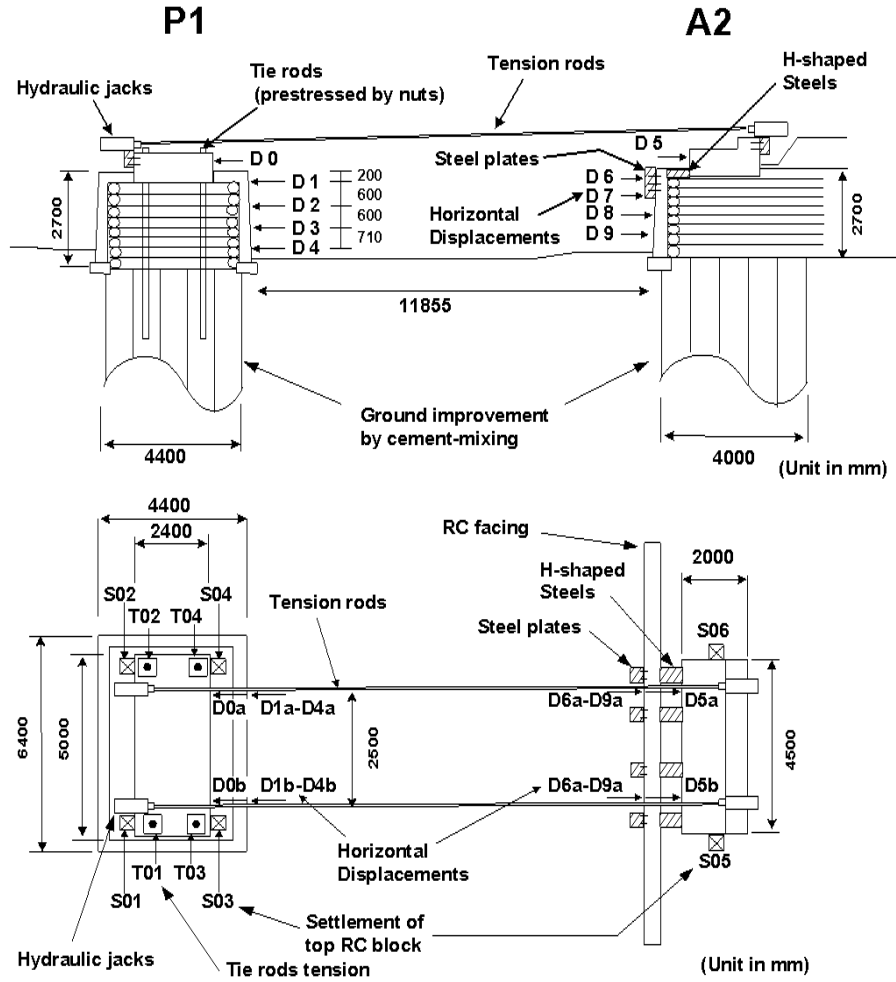 P1
A2
Hydraulic jacks
Tie rods
(prestressed by nuts)
Tension rods
H-shaped
Steels
D 0
D 5
Steel plates
D 1
D 2
D 3
D 4
200
600
600
710
D 6
D 7
D 8
D 9
Horizontal
Displacements
2700
2700
11855
Ground improvement
by cement-mixing
4400
4000
(Unit in mm)
4400
2400
RC facing
2000
H-shaped
Steels
S02
S04
T02
T04
Tension rods
Steel plates
S06
D0a
D1a-D4a
D6a-D9a
D5a
6400
5000
2500
4500
D0b
D1b-D4b
D6a-D9a
D5b
Horizontal
Displacements
T01
T03
S01
S03
S05
Settlement of
top RC block
Hydraulic jacks
Tie rods tension
(Unit in mm)